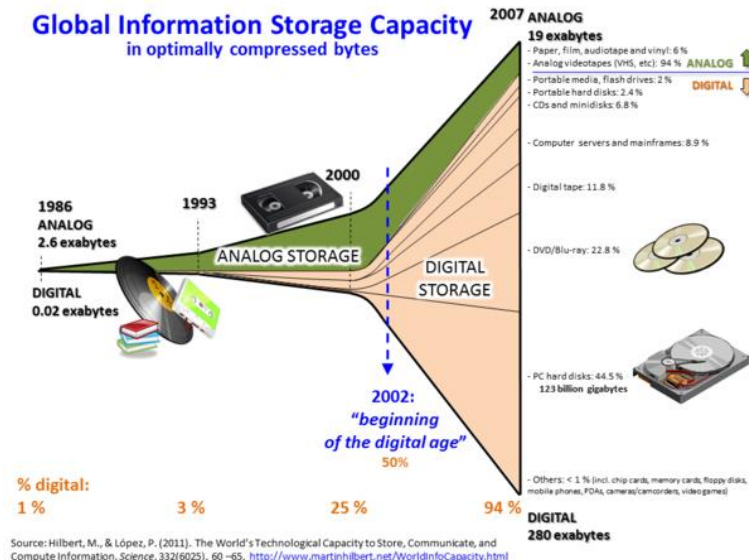 Global Information Storage Capacity
in optimally compressed bytes
2007 ANALOG
19 exabytes
- Paper, film, audiotape and vinyl: 6 %
- Analog videotapes (VHS, etc): 94 %
ANALOG
- Portable media, flash drives: 2 %
DIGITAL
- Portable hard disks: 2.4 %
- CDs and minidisks: 6.8 %
- Computer servers and mainframes: 8.9 %
- Digital tape: 11.8 %
- DVD/Blu-ray: 22.8 %
- PC hard disks: 44.5 %
123 billion gigabytes
- Others: < 1 % (incl. chip cards, memory cards, floppy disks,
mobile phones, PDAs, cameras/camcorders, video games)
DIGITAL
280 exabytes
1986
ANALOG
2.6 exabytes
DIGITAL
0.02 exabytes
1993
2000
ANALOG STORAGE
DIGITAL
STORAGE
2002:
"beginning
of the digital age"
50%
% digital:
1 %
3 %
25 %
94 %
Source: Hilbert, M., & López, P. (2011). The World's Technological Capacity to Store, Communicate, and
Compute Information. Science, 332(6025), 60 –65. http://www.martinhilbert.net/WorldInfoCapacity.html